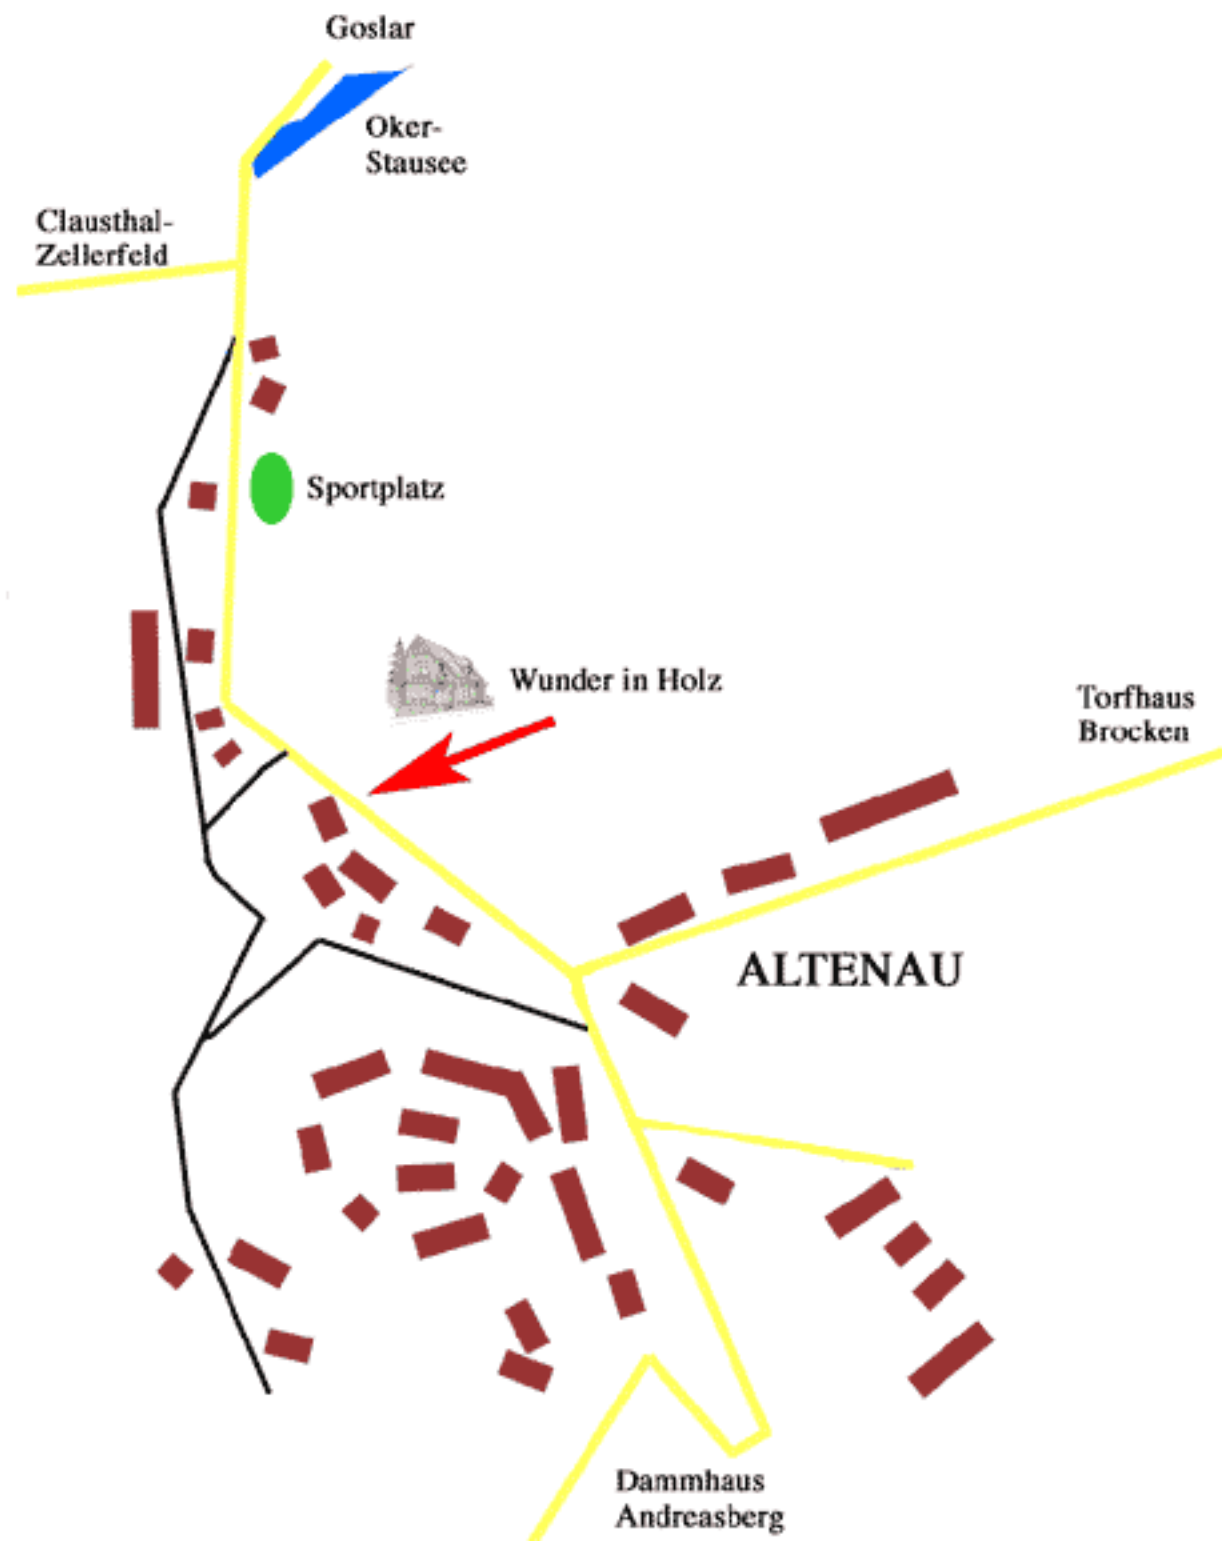 Goslar
Oker-
Stausee
Clausthal-
Zellerfeld
Sportplatz
Wunder in Holz
Torfhaus
Brocken
ALTENAU
Dammhaus
Andreasberg